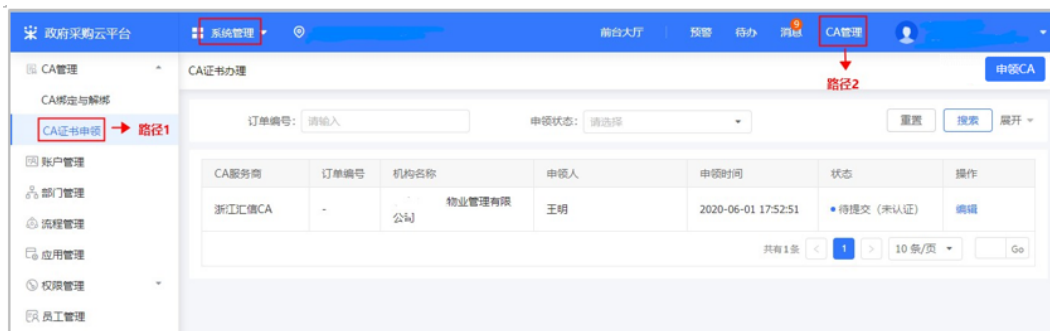 政府采购云平台
系统管理
前台大厅
预警
待办
消息
9
CA管理
CA管理
CA绑定与解绑
CA证书申领
路径1
账户管理
部门管理
流程管理
应用管理
权限管理
员工管理
CA证书办理
路径2
申领CA
订单编号： 请输入
申领状态： 请选择
重置
搜索
展开
CA服务商 订单编号 机构名称 申领人 申领时间 状态 操作
浙江汇信CA - 物业管理有限 王明 2020-06-01 17:52:51 待提交（未认证） 编辑
公司
共有1条 < 1 > 10 条/页 Go